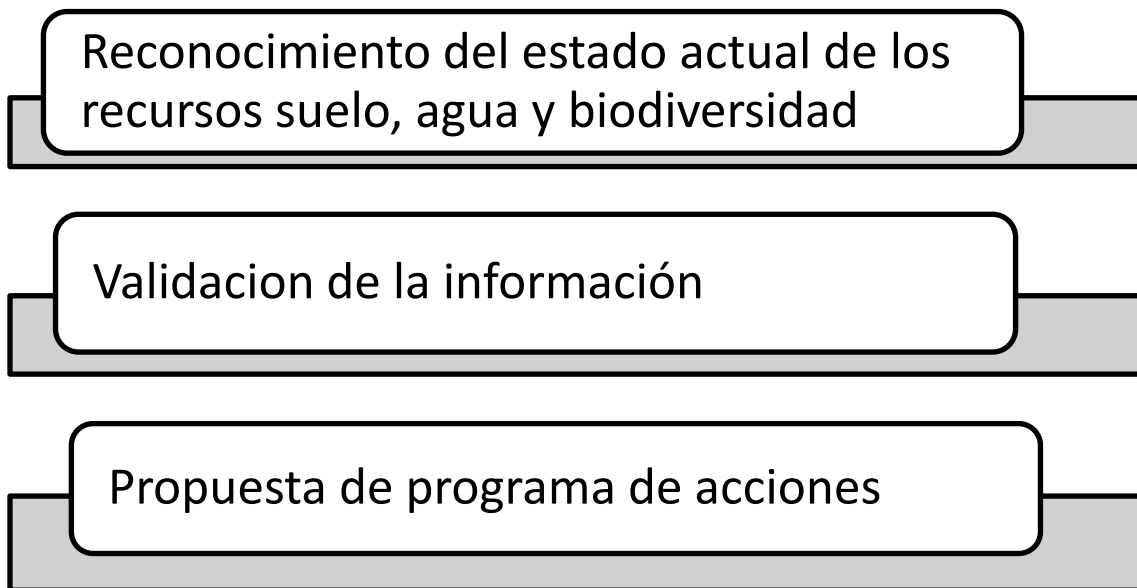 Reconocimiento del estado actual de los
recursos suelo, agua y biodiversidad
Validacion de la información
Propuesta de programa de acciones